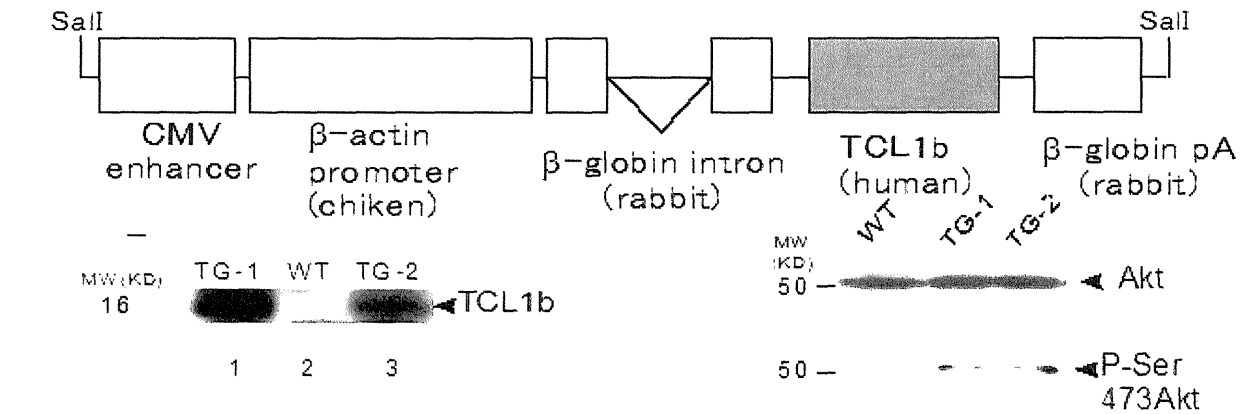 SalI
SalI
CMV
enhancer
β-actin
promoter
(chiken)
β-globin intron
(rabbit)
TCL1b
(human)
β-globin pA
(rabbit)
MW(KD)
TG-1 WT TG-2
16
TCL1b
1 2 3
WT TG-1 TG-2
MW
(KD)
50
Akt
50
P-Ser
473Akt